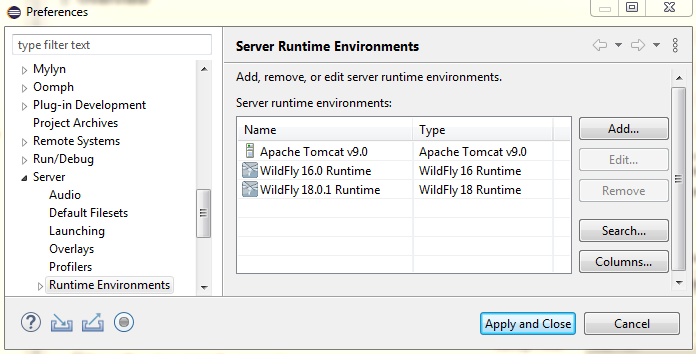 Preferences
type filter text
Mylyn
Oomph
Plug-in Development
Project Archives
Remote Systems
Run/Debug
Server
Audio
Default Filesets
Launching
Overlays
Profilers
Runtime Environments
Server Runtime Environments
Add, remove, or edit server runtime environments.
Server runtime environments:
Name Type
Apache Tomcat v9.0 Apache Tomcat v9.0
WildFly 16.0 Runtime WildFly 16 Runtime
WildFly 18.0.1 Runtime WildFly 18 Runtime
Add...
Edit...
Remove
Search...
Columns...
Apply and Close Cancel